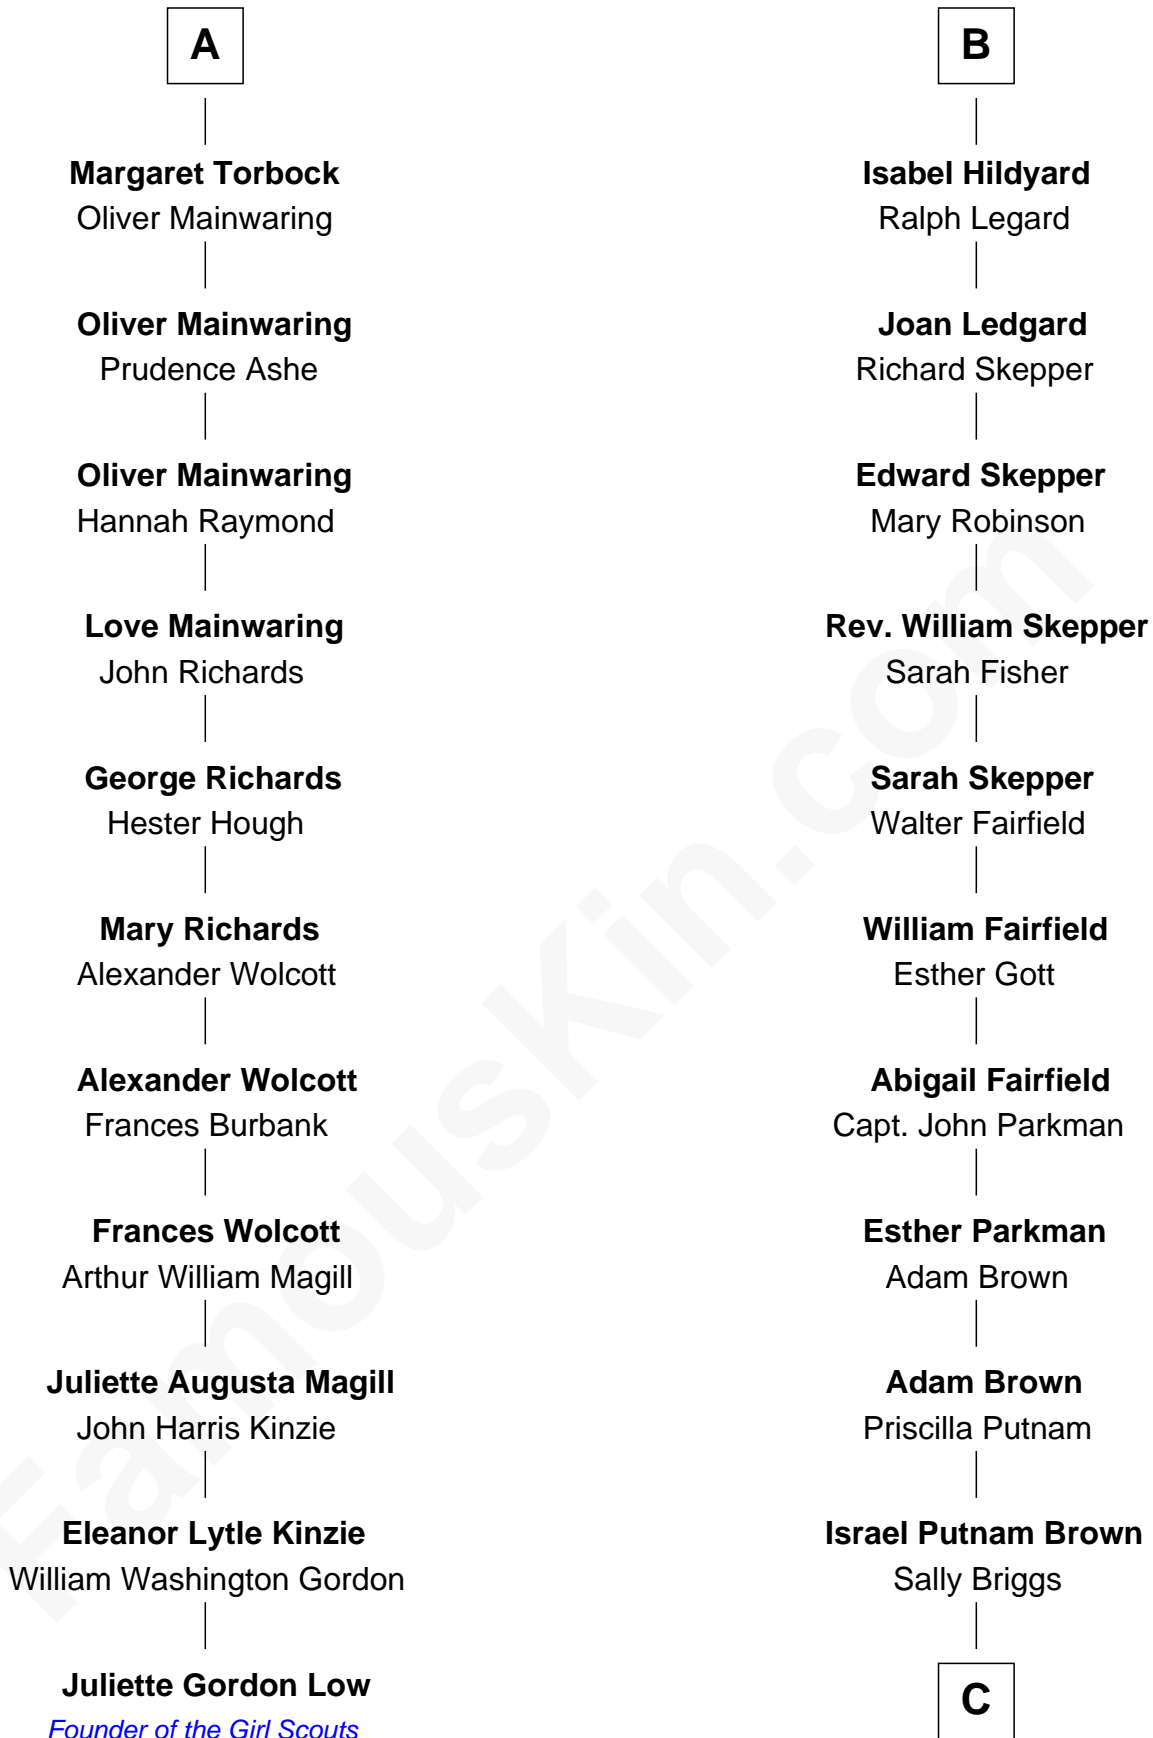 A
Margaret Torbock
Oliver Mainwaring
Oliver Mainwaring
Prudence Ashe
Oliver Mainwaring
Hannah Raymond
Love Mainwaring
John Richards
George Richards
Hester Hough
Mary Richards
Alexander Wolcott
Alexander Wolcott
Frances Burbank
Frances Wolcott
Arthur William Magill
Juliette Augusta Magill
John Harris Kinzie
Eleanor Lytle Kinzie
William Washington Gordon
Juliette Gordon Low
Founder of the Girl Scouts
B
Isabel Hildyard
Ralph Legard
Joan Ledgard
Richard Skepper
Edward Skepper
Mary Robinson
Rev. William Skepper
Sarah Fisher
Sarah Skepper
Walter Fairfield
William Fairfield
Esther Gott
Abigail Fairfield
Capt. John Parkman
Esther Parkman
Adam Brown
Adam Brown
Priscilla Putnam
Israel Putnam Brown
Sally Briggs
C
FamousKin.com